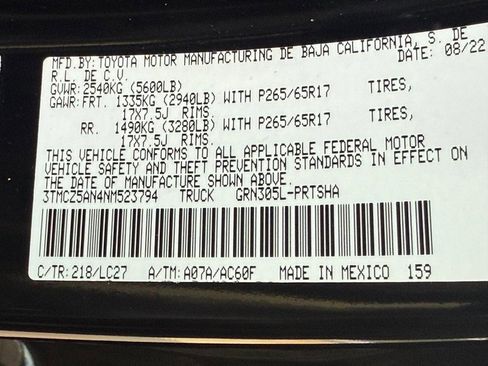 MFD.BY:TOYOTA MOTOR MANUFACTURING DE BAJA CALIFORNIA, S. DE
R.L. DE C.V. DATE: 08/22
GVWR:2540KG (5600LB)
GAWR:FRT. 1335KG (2940LB) WITH P265/65R17 TIRES,
17X7.5J RIMS.
RR. 1490KG (3280LB) WITH P265/65R17 TIRES,
17X7.5J RIMS.
THIS VEHICLE CONFORMS TO ALL APPLICABLE FEDERAL MOTOR
VEHICLE SAFETY AND THEFT PREVENTION STANDARDS IN EFFECT ON
THE DATE OF MANUFACTURE SHOWN ABOVE.
3TMCZ5AN4NM523794 TRUCK GRN305L-PRTSHA
C/TR:218/LC27 A/TM:A07A/AC60F MADE IN MEXICO 159